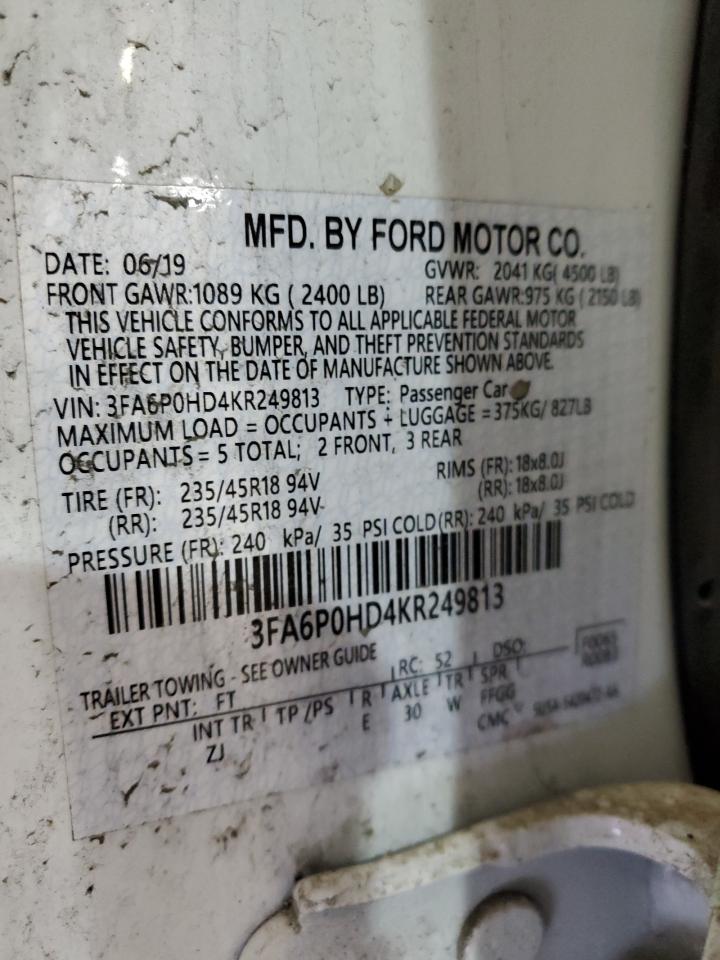 MFD. BY FORD MOTOR CO.
DATE: 06/19 GVWR: 2041 KG( 4500 LB)
FRONT GAWR:1089 KG ( 2400 LB) REAR GAWR:975 KG ( 2150 LB)
THIS VEHICLE CONFORMS TO ALL APPLICABLE FEDERAL MOTOR
VEHICLE SAFETY, BUMPER, AND THEFT PREVENTION STANDARDS
IN EFFECT ON THE DATE OF MANUFACTURE SHOWN ABOVE.
VIN: 3FA6P0HD4KR249813 TYPE: Passenger Car
MAXIMUM LOAD = OCCUPANTS + LUGGAGE = 375KG/ 827LB
OCCUPANTS = 5 TOTAL; 2 FRONT, 3 REAR
TIRE (FR): 235/45R18 94V RIMS (FR): 18x8.0J
(RR): 235/45R18 94V (RR): 18x8.0J
PRESSURE (FR): 240 kPa/ 35 PSI COLD(RR): 240 kPa/ 35 PSI COLD
3FA6P0HD4KR249813
TRAILER TOWING - SEE OWNER GUIDE
EXT PNT: FT RC: 52 DSO:
INT TR TP /PS R E AXLE TR SPR
ZJ 30 W FFGG
CMC